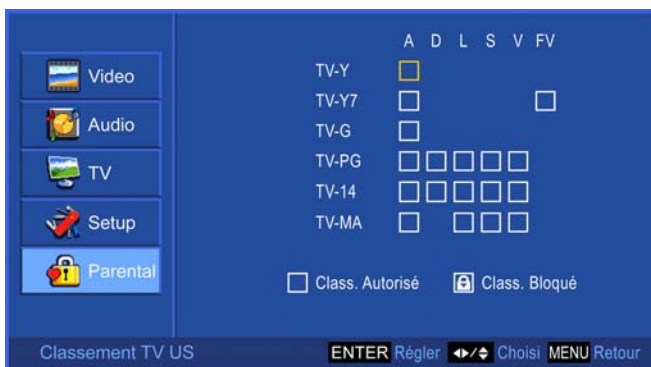 A D L S V FV
Video
TV-Y
TV-Y7
Audio
TV-G
TV-PG
TV
TV-14
Setup
TV-MA
Parental
Class. Autorisé Class. Bloqué
Classement TV US ENTER Régler Choisi MENU Retour